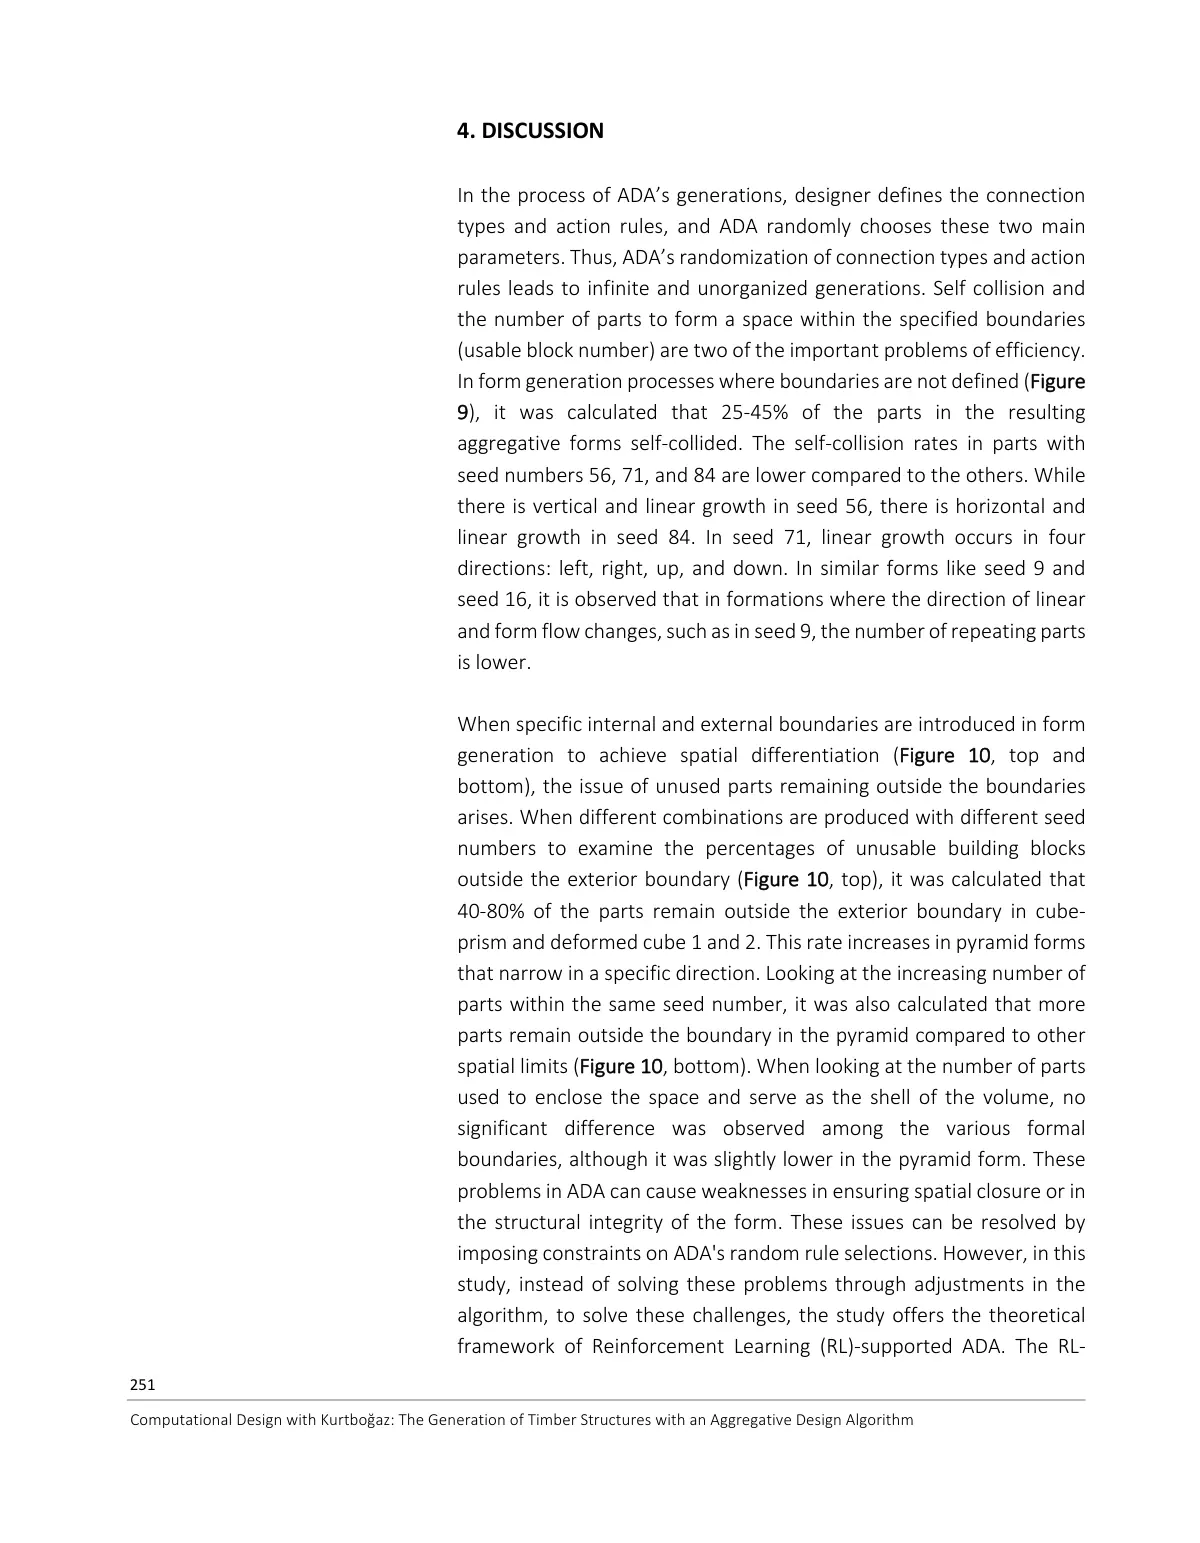 4. DISCUSSION
In the process of ADA’s generations, designer defines the connection
types and action rules, and ADA randomly chooses these two main
parameters. Thus, ADA’s randomization of connection types and action
rules leads to infinite and unorganized generations. Self collision and
the number of parts to form a space within the specified boundaries
(usable block number) are two of the important problems of efficiency.
In form generation processes where boundaries are not defined (Figure
9), it was calculated that 25-45% of the parts in the resulting
aggregative forms self-collided. The self-collision rates in parts with
seed numbers 56, 71, and 84 are lower compared to the others. While
there is vertical and linear growth in seed 56, there is horizontal and
linear growth in seed 84. In seed 71, linear growth occurs in four
directions: left, right, up, and down. In similar forms like seed 9 and
seed 16, it is observed that in formations where the direction of linear
and form flow changes, such as in seed 9, the number of repeating parts
is lower.
When specific internal and external boundaries are introduced in form
generation to achieve spatial differentiation (Figure 10, top and
bottom), the issue of unused parts remaining outside the boundaries
arises. When different combinations are produced with different seed
numbers to examine the percentages of unusable building blocks
outside the exterior boundary (Figure 10, top), it was calculated that
40-80% of the parts remain outside the exterior boundary in cube-
prism and deformed cube 1 and 2. This rate increases in pyramid forms
that narrow in a specific direction. Looking at the increasing number of
parts within the same seed number, it was also calculated that more
parts remain outside the boundary in the pyramid compared to other
spatial limits (Figure 10, bottom). When looking at the number of parts
used to enclose the space and serve as the shell of the volume, no
significant difference was observed among the various formal
boundaries, although it was slightly lower in the pyramid form. These
problems in ADA can cause weaknesses in ensuring spatial closure or in
the structural integrity of the form. These issues can be resolved by
imposing constraints on ADA's random rule selections. However, in this
study, instead of solving these problems through adjustments in the
algorithm, to solve these challenges, the study offers the theoretical
framework of Reinforcement Learning (RL)-supported ADA. The RL-
251
Computational Design with Kurtboğaz: The Generation of Timber Structures with an Aggregative Design Algorithm